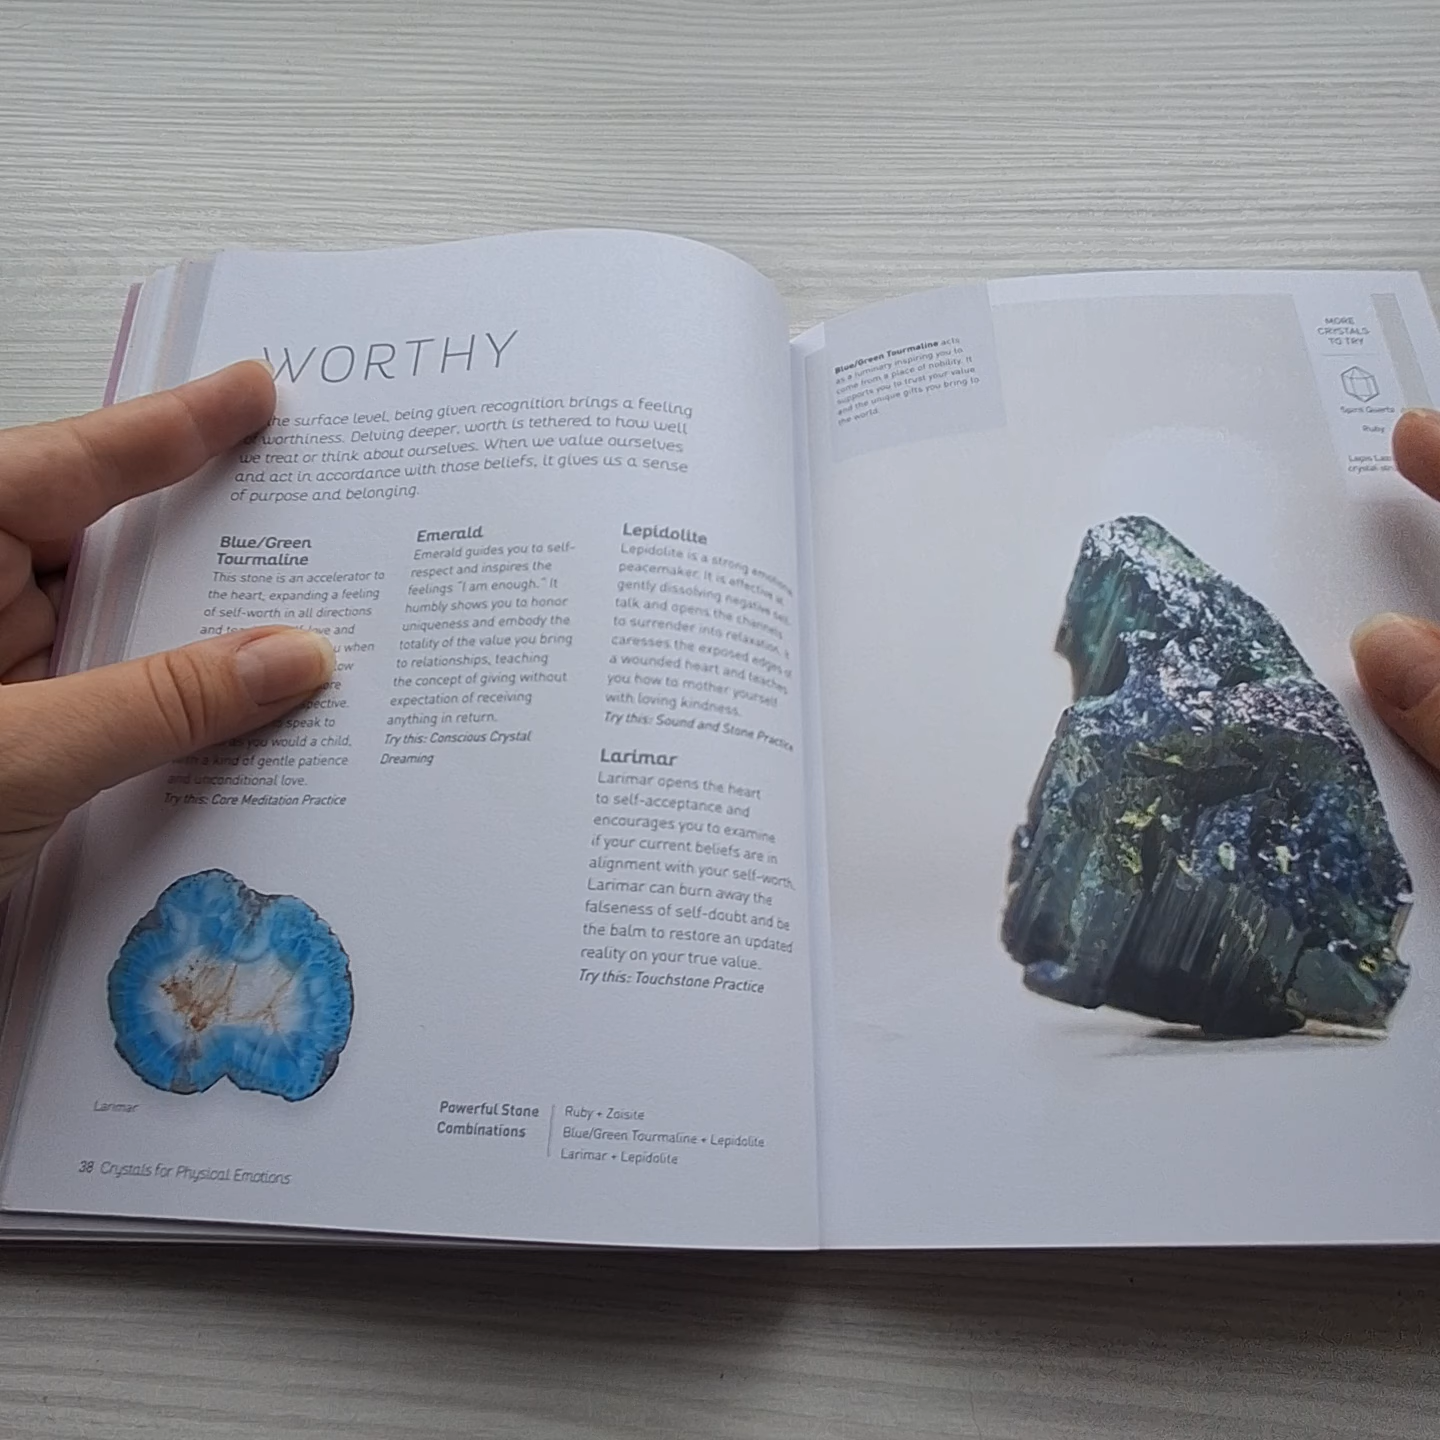 WORTHY
the surface level, being given recognition brings a feeling
of worthiness. Delving deeper, worth is tethered to how well
we treat or think about ourselves. When we value ourselves
and act in accordance with those beliefs, it gives us a sense
of purpose and belonging.
Blue/Green
Tourmaline
This stone is an accelerator to
the heart, expanding a feeling
of self-worth in all directions
and love and
when
speak to
as you would a child,
with a kind of gentle patience
and unconditional love.
Try this: Core Meditation Practice
Emerald
Emerald guides you to self-
respect and inspires the
feelings "I am enough." It
humbly shows you to honor
uniqueness and embody the
totality of the value you bring
to relationships, teaching
the concept of giving without
expectation of receiving
anything in return.
Try this: Conscious Crystal
Dreaming
Lepidolite
Lepidolite is a strong emotional
peacemaker. It is effective at
gently dissolving negative self-
talk and opens the channels
to surrender into relaxation. It
caresses the exposed edges of
a wounded heart and teaches
you how to mother yourself
with loving kindness.
Try this: Sound and Stone Practice
Larimar
Larimar opens the heart
to self-acceptance and
encourages you to examine
if your current beliefs are in
alignment with your self-worth.
Larimar can burn away the
falseness of self-doubt and be
the balm to restore an updated
reality on your true value.
Try this: Touchstone Practice
Larimar
Powerful Stone
Combinations
Ruby + Zoisite
Blue/Green Tourmaline + Lepidolite
Larimar + Lepidolite
38 Crystals for Physical Emotions
Blue/Green Tourmaline acts
as a luminary inspiring you to
come from a place of nobility. It
supports you to trust your value
and the unique gifts you bring to
the world.
MORE
CRYSTALS
TO TRY
Spirit Quartz
Ruby
Lapis